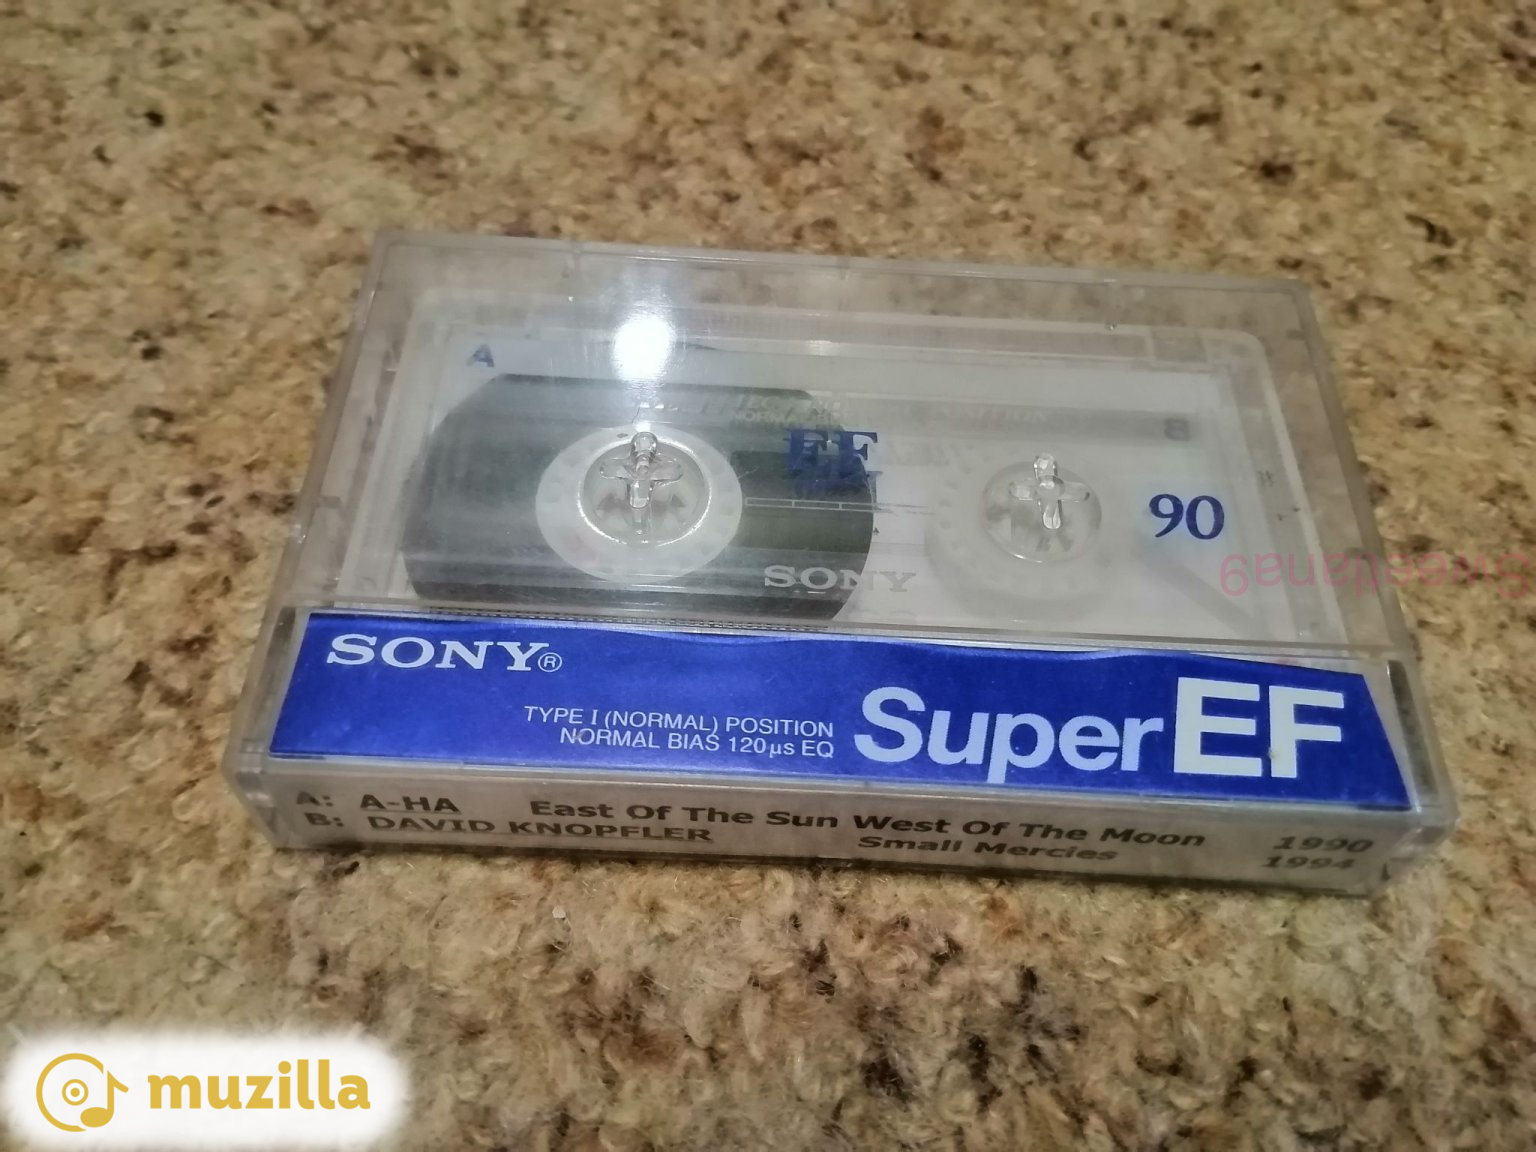 A
B
EF
90
SONY
Sweetlana9
SONY®
TYPE I (NORMAL) POSITION
NORMAL BIAS 120µs EQ
Super EF
A: A-HA East Of The Sun West Of The Moon 1990
B: DAVID KNOPFLER Small Mercies 1994
muzilla